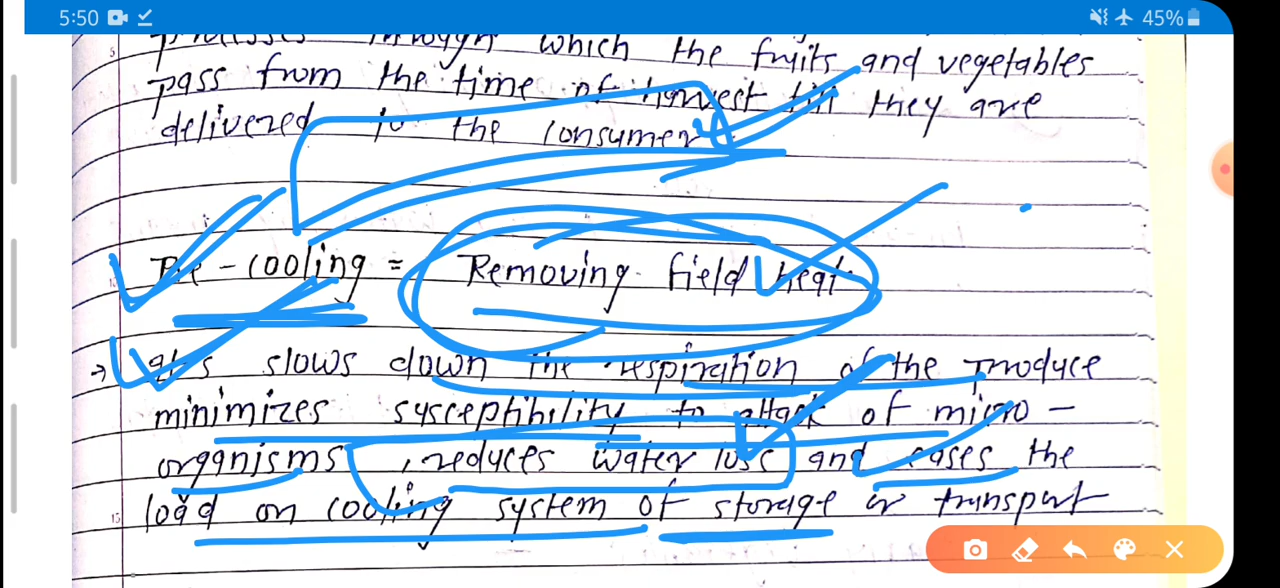 5:50
45%
through which the fruits and vegetables
pass from the time of harvest till they are
delivered to the consumer
Pre-cooling = Removing field heat
→ slows down the respiration of the produce
minimizes susceptibility to attack of micro-
organisms, reduces water loss and eases the
load on cooling system of storage or transport